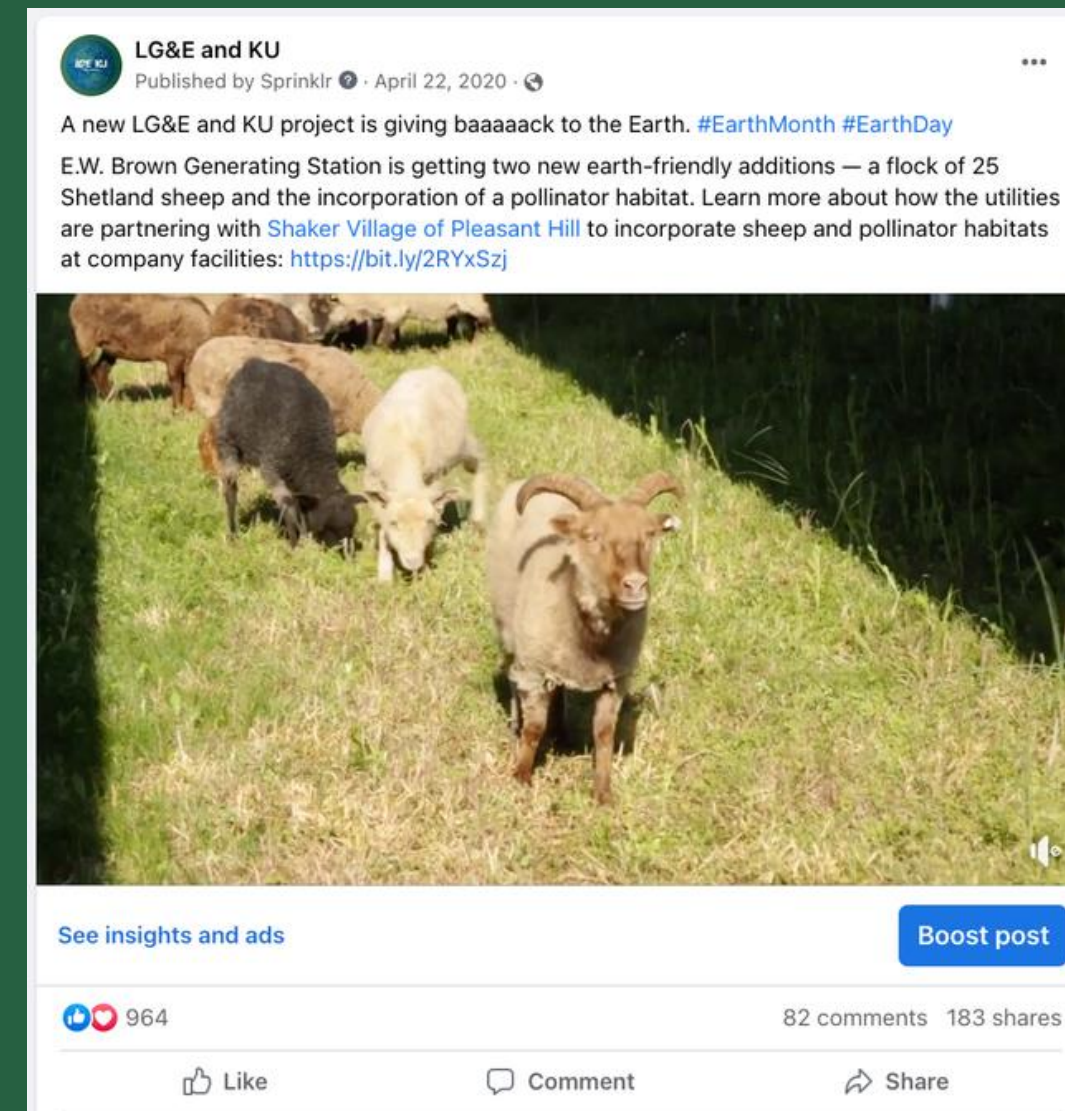 LG&E and KU
Published by Sprinklr · April 22, 2020 ·
A new LG&E and KU project is giving baaaaack to the Earth. #EarthMonth #EarthDay
E.W. Brown Generating Station is getting two new earth-friendly additions — a flock of 25
Shetland sheep and the incorporation of a pollinator habitat. Learn more about how the utilities
are partnering with Shaker Village of Pleasant Hill to incorporate sheep and pollinator habitats
at company facilities: https://bit.ly/2RYxSzj
See insights and ads
Boost post
964
82 comments 183 shares
Like
Comment
Share